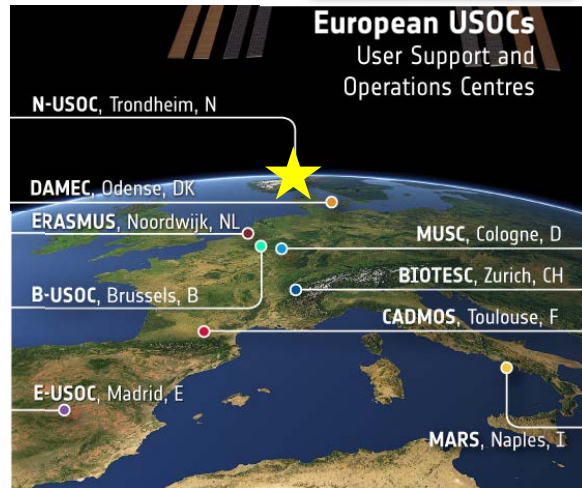 European USOCs
User Support and
Operations Centres
N-USOC, Trondheim, N
DAMEC, Odense, DK
ERASMUS, Noordwijk, NL
MUSC, Cologne, D
BIOTESC, Zurich, CH
B-USOC, Brussels, B
CADMOS, Toulouse, F
E-USOC, Madrid, E
MARS, Naples, I